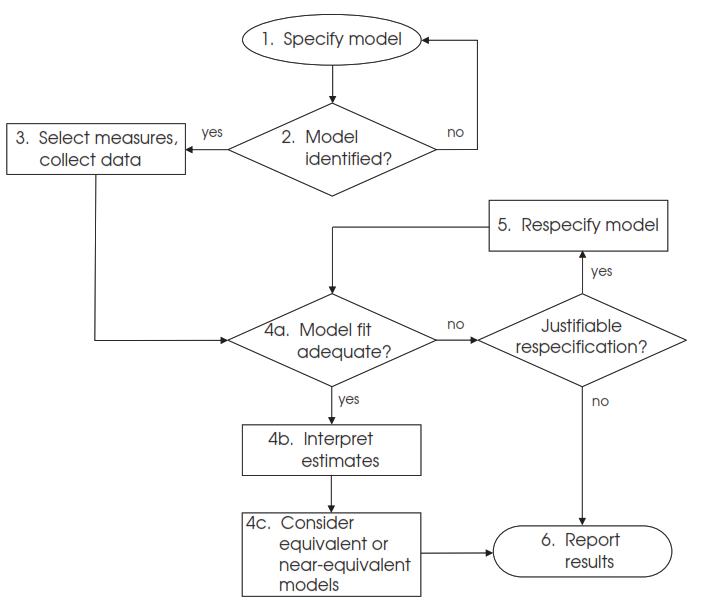 1. Specify model
2. Model
identified?
yes
no
3. Select measures,
collect data
5. Respecify model
yes
4a. Model fit
adequate?
no
Justifiable
respecification?
yes
no
4b. Interpret
estimates
4c. Consider
equivalent or
near-equivalent
models
6. Report
results